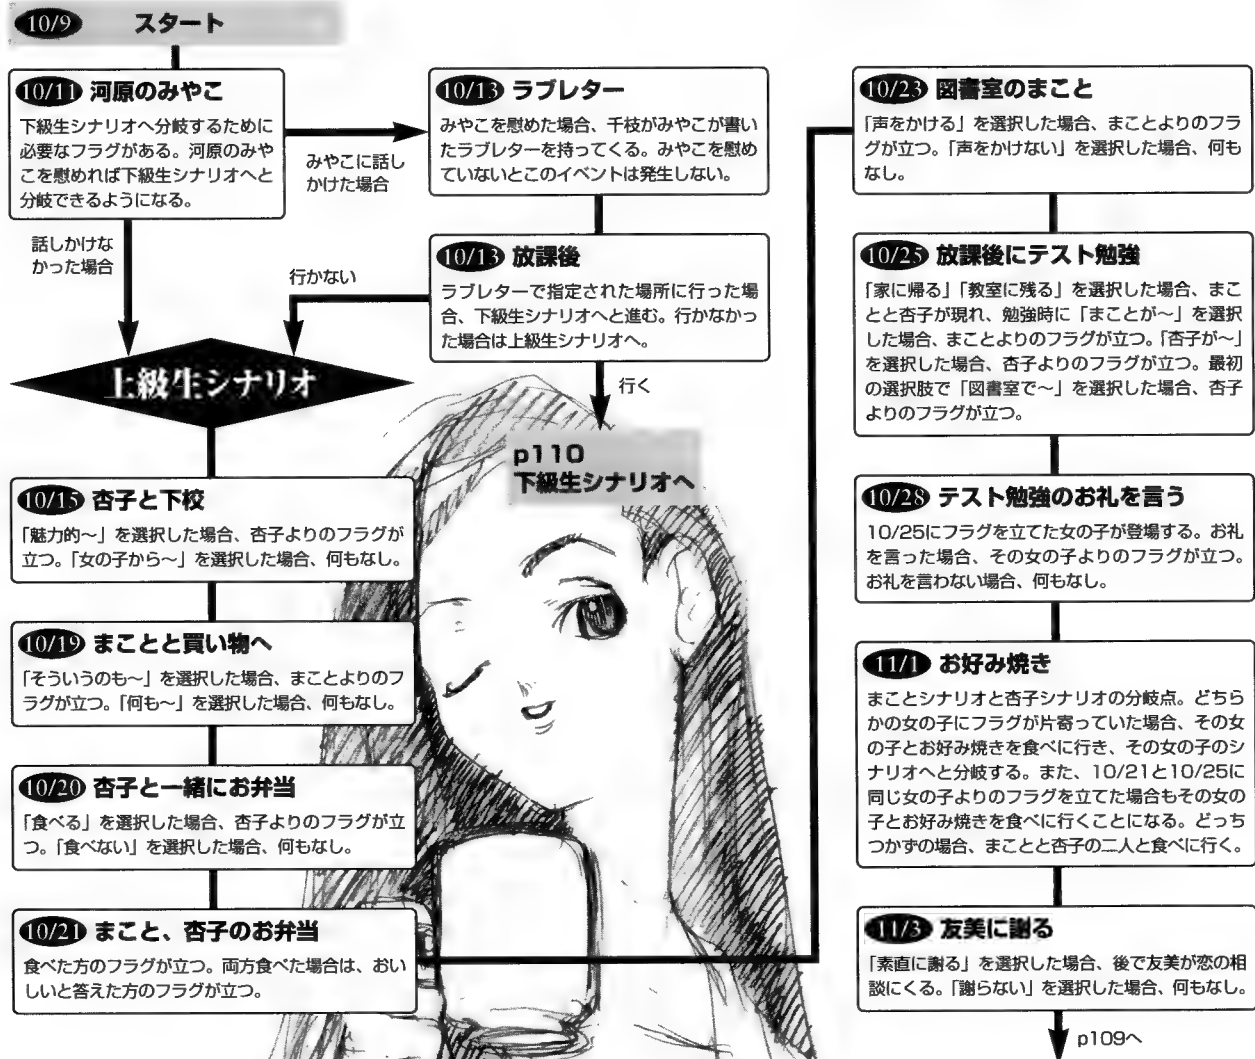 10/9 スタート
10/11 河原のみやこ
下級生シナリオへ分岐するために
必要なフラグがある。河原のみや
こを慰めれば下級生シナリオへと
分岐できるようになる。
みやこに話し
かけた場合
話しかけな
かった場合
10/13 ラブレター
みやこを慰めた場合、千枝がみやこが書い
たラブレターを持ってくる。みやこを慰め
ていないとこのイベントは発生しない。
10/13 放課後
ラブレターで指定された場所に行った場
合、下級生シナリオへと進む。行かなかっ
た場合は上級生シナリオへ。
行かない
行く
上級生シナリオ
p110
下級生シナリオへ
10/15 杏子と下校
「魅力的~」を選択した場合、杏子よりのフラグが
立つ。「女の子から~」を選択した場合、何もなし。
10/19 まことと買い物へ
「そういうのも~」を選択した場合、まことよりのフ
ラグが立つ。「何も~」を選択した場合、何もなし。
10/20 杏子と一緒にお弁当
「食べる」を選択した場合、杏子よりのフラグが立
つ。「食べない」を選択した場合、何もなし。
10/21 まこと、杏子のお弁当
食べた方のフラグが立つ。両方食べた場合は、おい
しいと答えた方のフラグが立つ。
10/23 図書室のまこと
「声をかける」を選択した場合、まことよりのフラ
グが立つ。「声をかけない」を選択した場合、何も
なし。
10/25 放課後にテスト勉強
「家に帰る」「教室に残る」を選択した場合、まこ
とと杏子が現れ、勉強時に「まことが~」を選択
した場合、まことよりのフラグが立つ。「杏子が~」
を選択した場合、杏子よりのフラグが立つ。最初
の選択肢で「図書室で~」を選択した場合、杏子
よりのフラグが立つ。
10/28 テスト勉強のお礼を言う
10/25にフラグを立てた女の子が登場する。お礼
を言った場合、その女の子よりのフラグが立つ。
お礼を言わない場合、何もなし。
11/1 お好み焼き
まことシナリオと杏子シナリオの分岐点。どちら
かの女の子にフラグが片寄っていた場合、その女
の子とお好み焼きを食べに行き、その女の子のシ
ナリオへと分岐する。また、10/21と10/25に
同じ女の子よりのフラグを立てた場合もその女の
子とお好み焼きを食べに行くことになる。どっち
つかずの場合、まことと杏子の二人と食べに行く。
11/3 友美に謝る
「素直に謝る」を選択した場合、後で友美が恋の相
談にくる。「謝らない」を選択した場合、何もなし。
p109へ